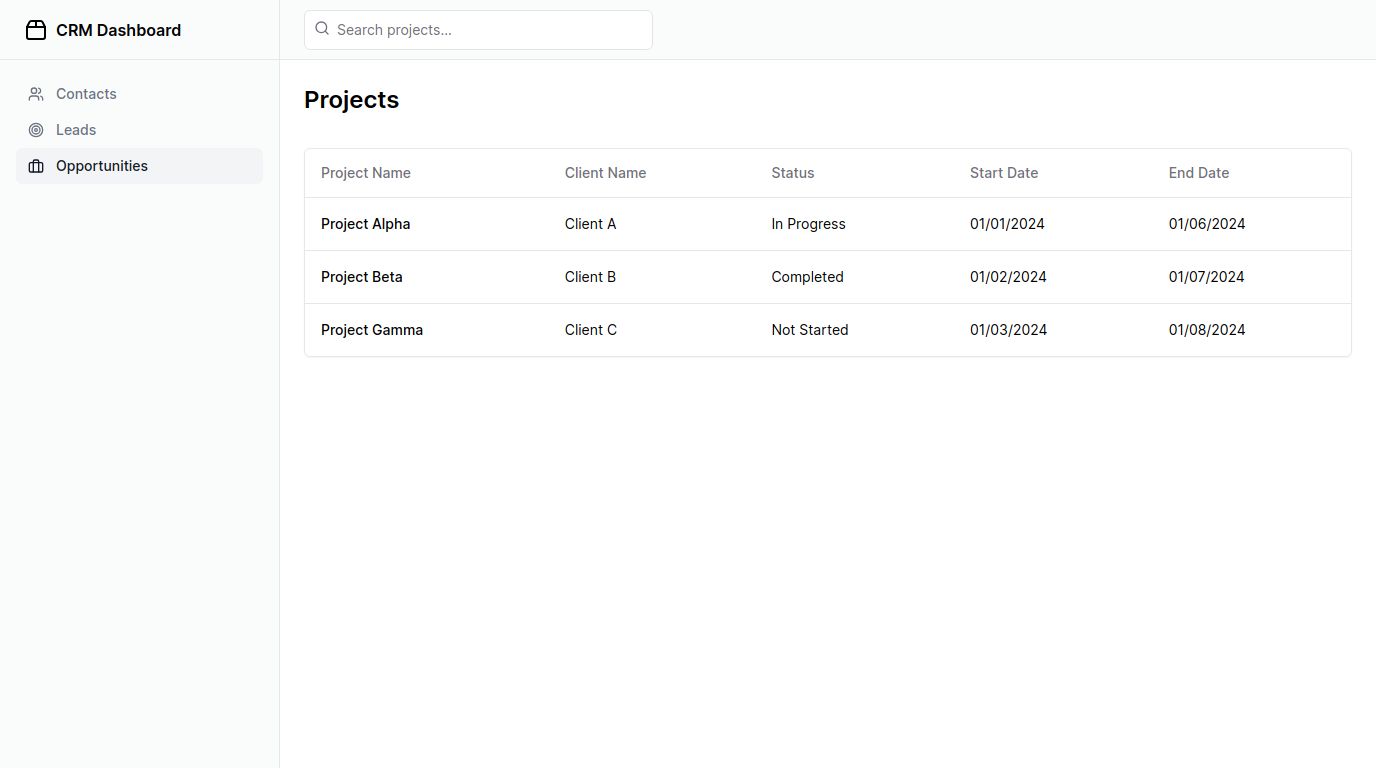 CRM Dashboard
Search projects...
Contacts
Leads
Opportunities
Projects
Project Name Client Name Status Start Date End Date
Project Alpha Client A In Progress 01/01/2024 01/06/2024
Project Beta Client B Completed 01/02/2024 01/07/2024
Project Gamma Client C Not Started 01/03/2024 01/08/2024